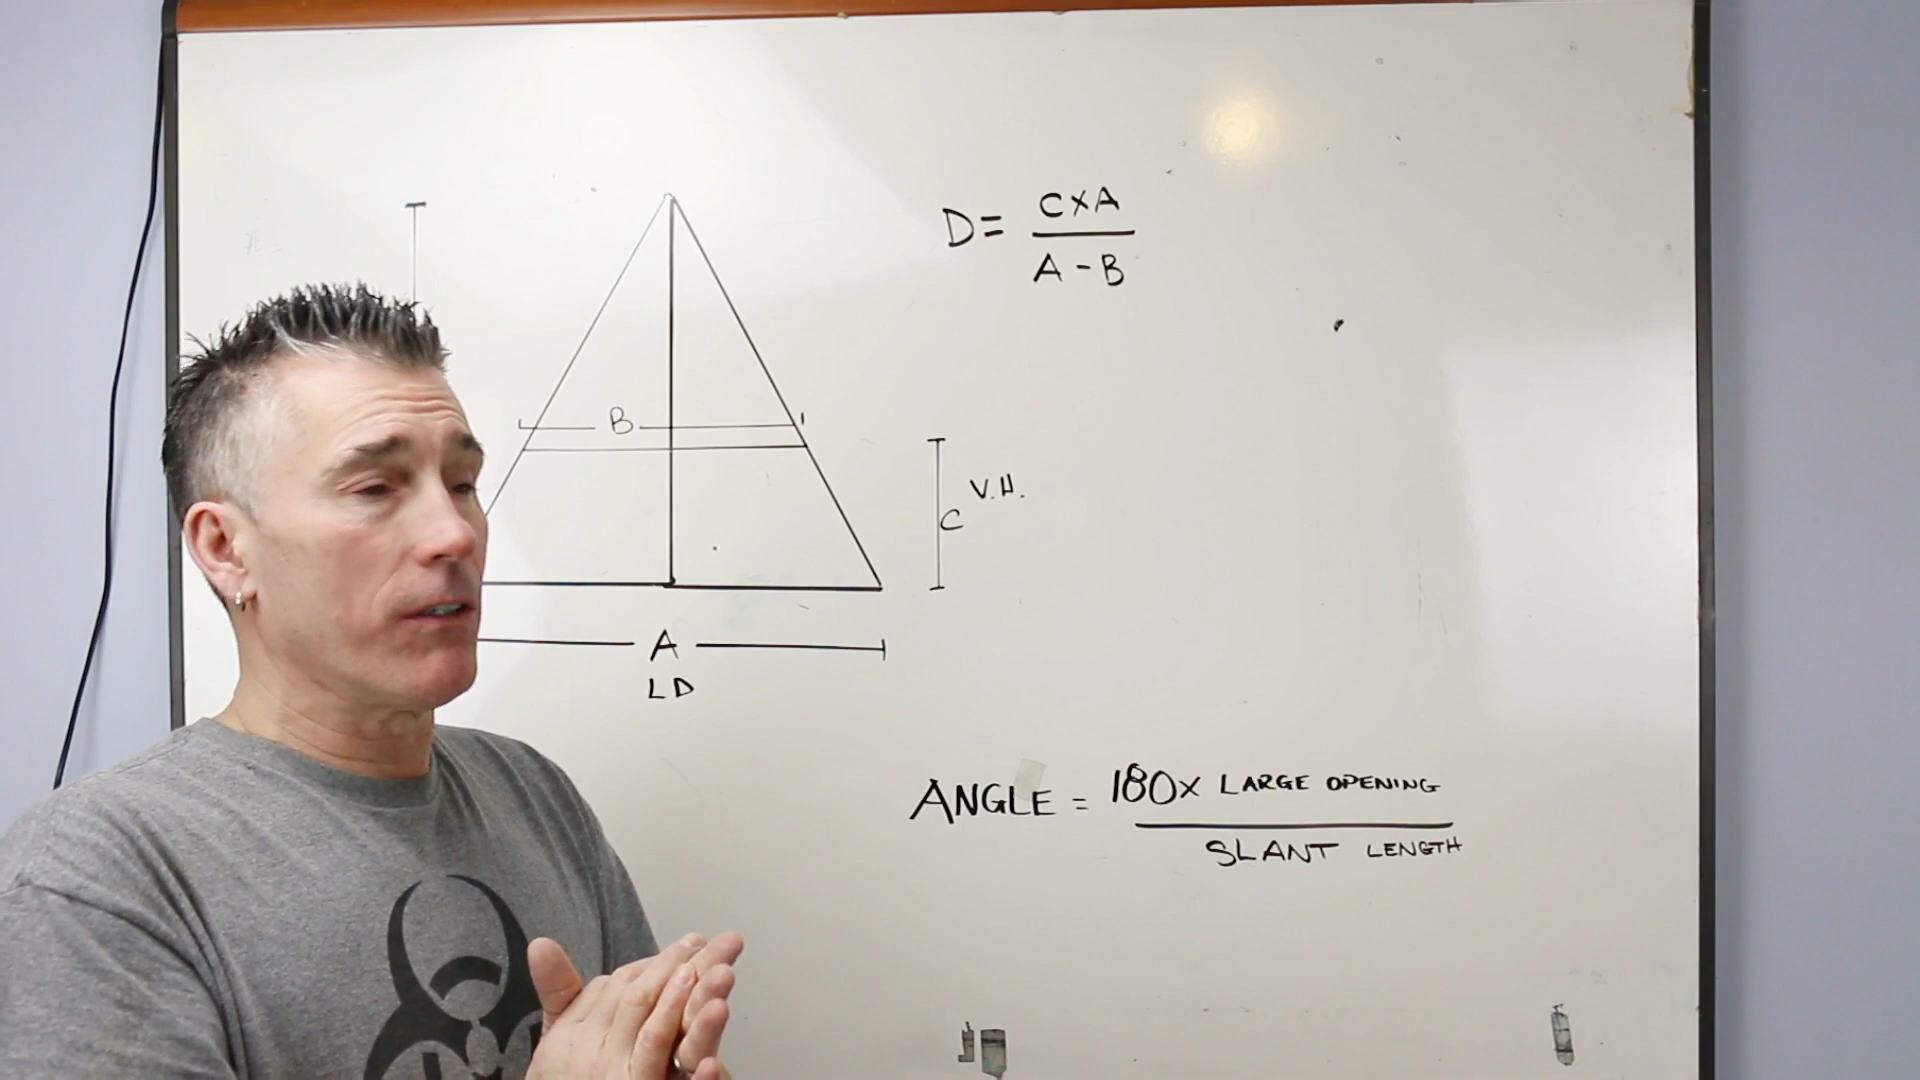 D = C X A
A - B
B
V.H.
C
A
LD
ANGLE = 180 X LARGE OPENING
SLANT LENGTH